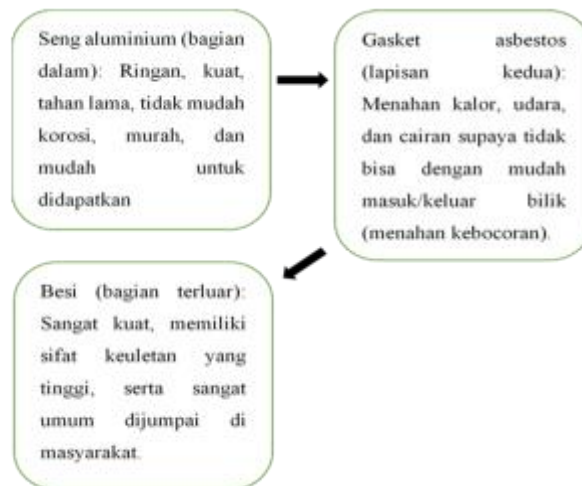 Seng aluminium (bagian
dalam): Ringan, kuat,
tahan lama, tidak mudah
korosi, murah, dan
mudah untuk
didapatkan
Gasket asbestos
(lapisan kedua):
Menahan kalor, udara,
dan cairan supaya tidak
bisa dengan mudah
masuk/keluar bilik
(menahan kebocoran).
Besi (bagian terluar):
Sangat kuat, memiliki
sifat keuletan yang
tinggi, serta sangat
umum dijumpai di
masyarakat.